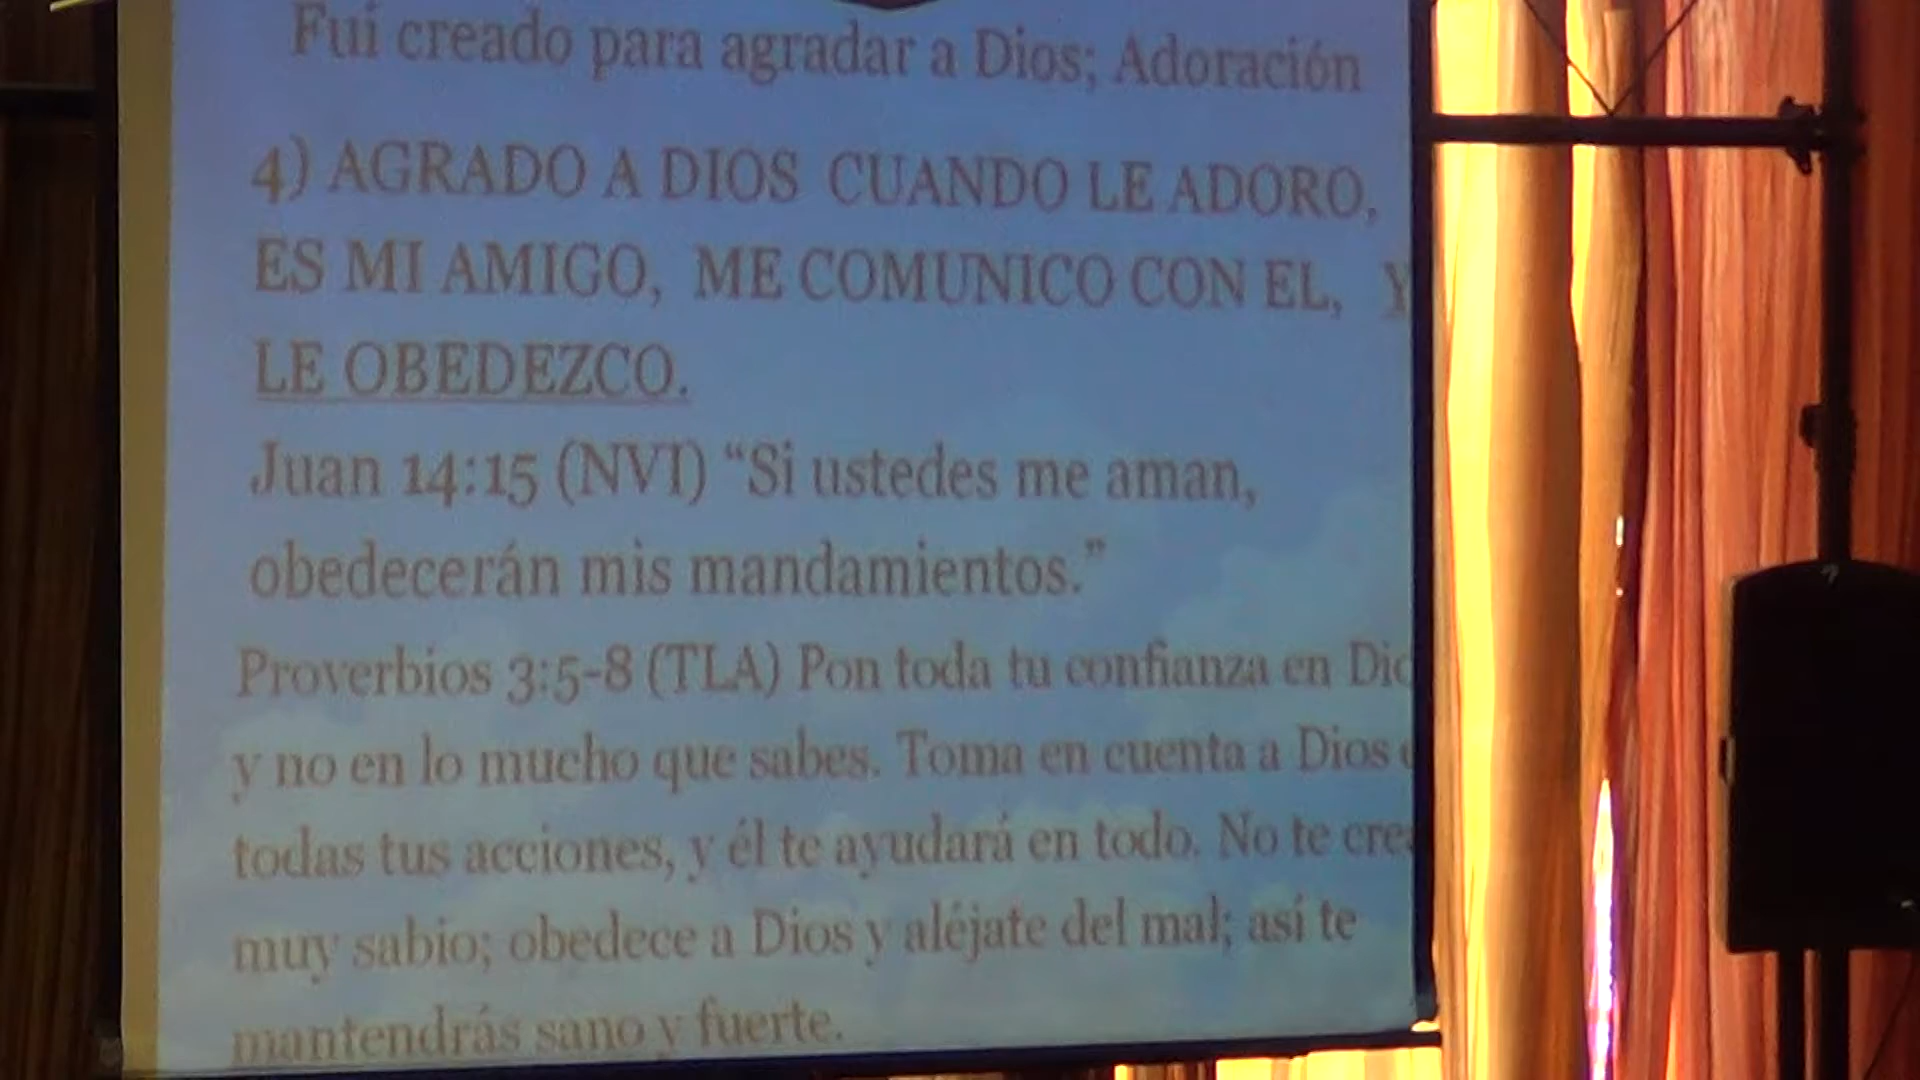 Fui creado para agradar a Dios; Adoración
4) AGRADO A DIOS CUANDO LE ADORO,
ES MI AMIGO, ME COMUNICO CON EL, Y
LE OBEDEZCO.
Juan 14:15 (NVI) “Si ustedes me aman,
obedecerán mis mandamientos.”
Proverbios 3:5-8 (TLA) Pon toda tu confianza en
y no en lo mucho que sabes. Toma en cuenta a Dios
todas tus acciones, y él te ayudará en todo. No te
muy sabio; obedece a Dios y aléjate del mal; así te
mantendrás sano y fuerte.